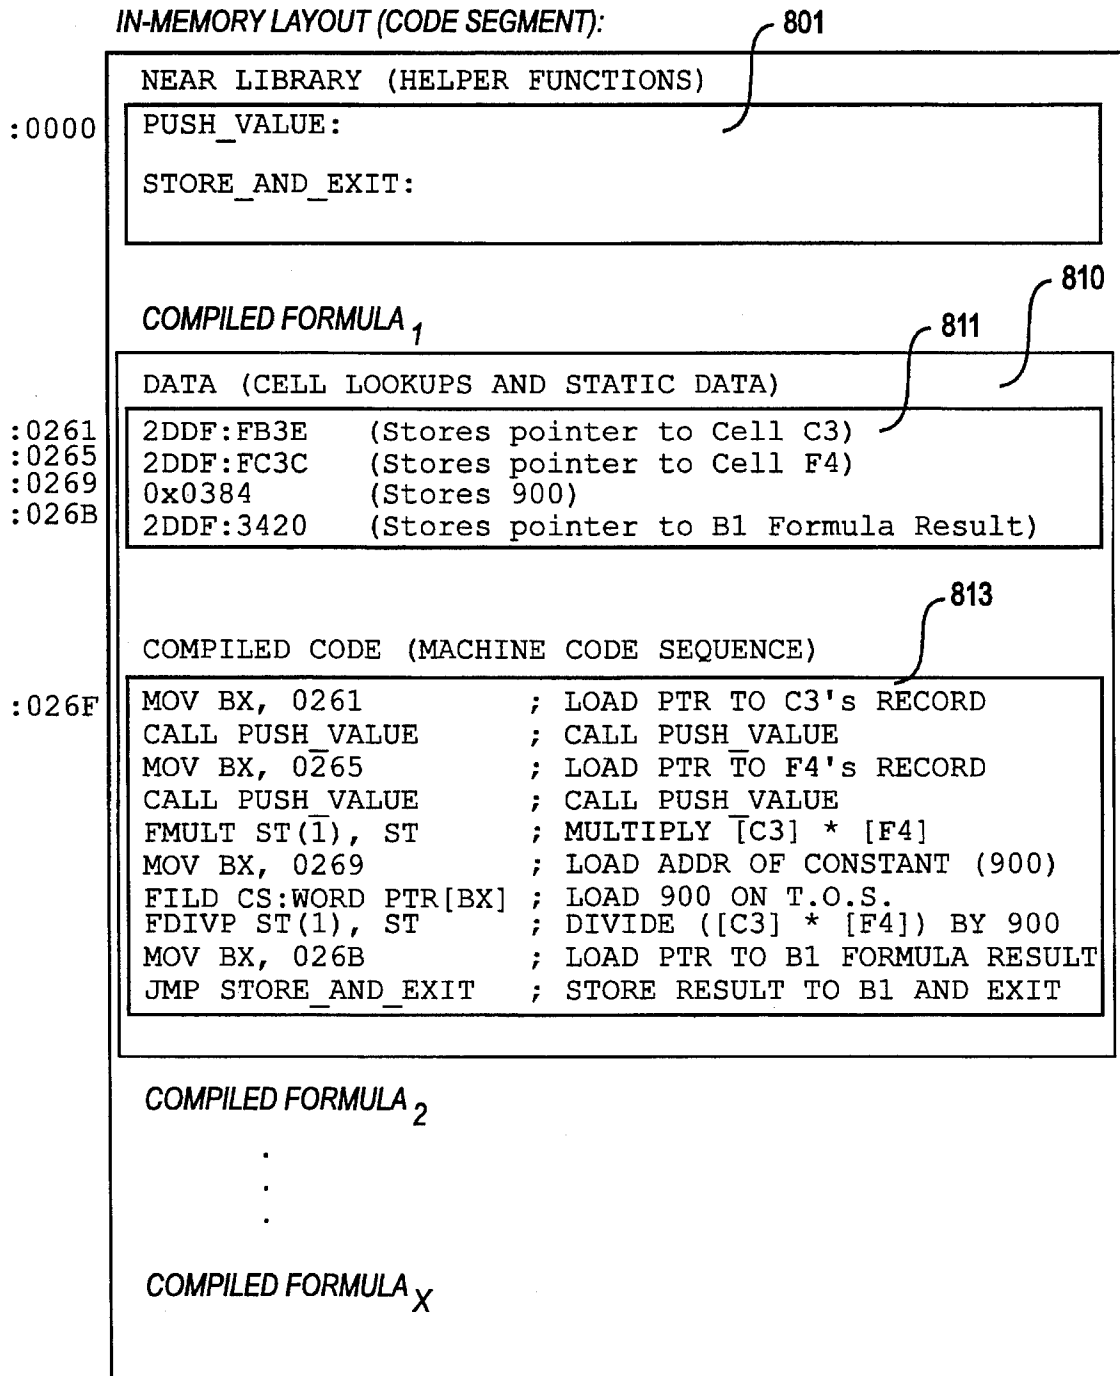 IN-MEMORY LAYOUT (CODE SEGMENT):
801
NEAR LIBRARY (HELPER FUNCTIONS)
:0000 PUSH_VALUE:
STORE_AND_EXIT:
810
COMPILED FORMULA 1
811
DATA (CELL LOOKUPS AND STATIC DATA)
:0261 2DDF:FB3E (Stores pointer to Cell C3)
:0265 2DDF:FC3C (Stores pointer to Cell F4)
:0269 0x0384 (Stores 900)
:026B 2DDF:3420 (Stores pointer to B1 Formula Result)
813
COMPILED CODE (MACHINE CODE SEQUENCE)
:026F MOV BX, 0261 ; LOAD PTR TO C3's RECORD
CALL PUSH_VALUE ; CALL PUSH_VALUE
MOV BX, 0265 ; LOAD PTR TO F4's RECORD
CALL PUSH_VALUE ; CALL PUSH_VALUE
FMULT ST(1), ST ; MULTIPLY [C3] * [F4]
MOV BX, 0269 ; LOAD ADDR OF CONSTANT (900)
FILD CS:WORD PTR[BX] ; LOAD 900 ON T.O.S.
FDIVP ST(1), ST ; DIVIDE ([C3] * [F4]) BY 900
MOV BX, 026B ; LOAD PTR TO B1 FORMULA RESULT
JMP STORE_AND_EXIT ; STORE RESULT TO B1 AND EXIT
COMPILED FORMULA 2
.
.
.
COMPILED FORMULA X